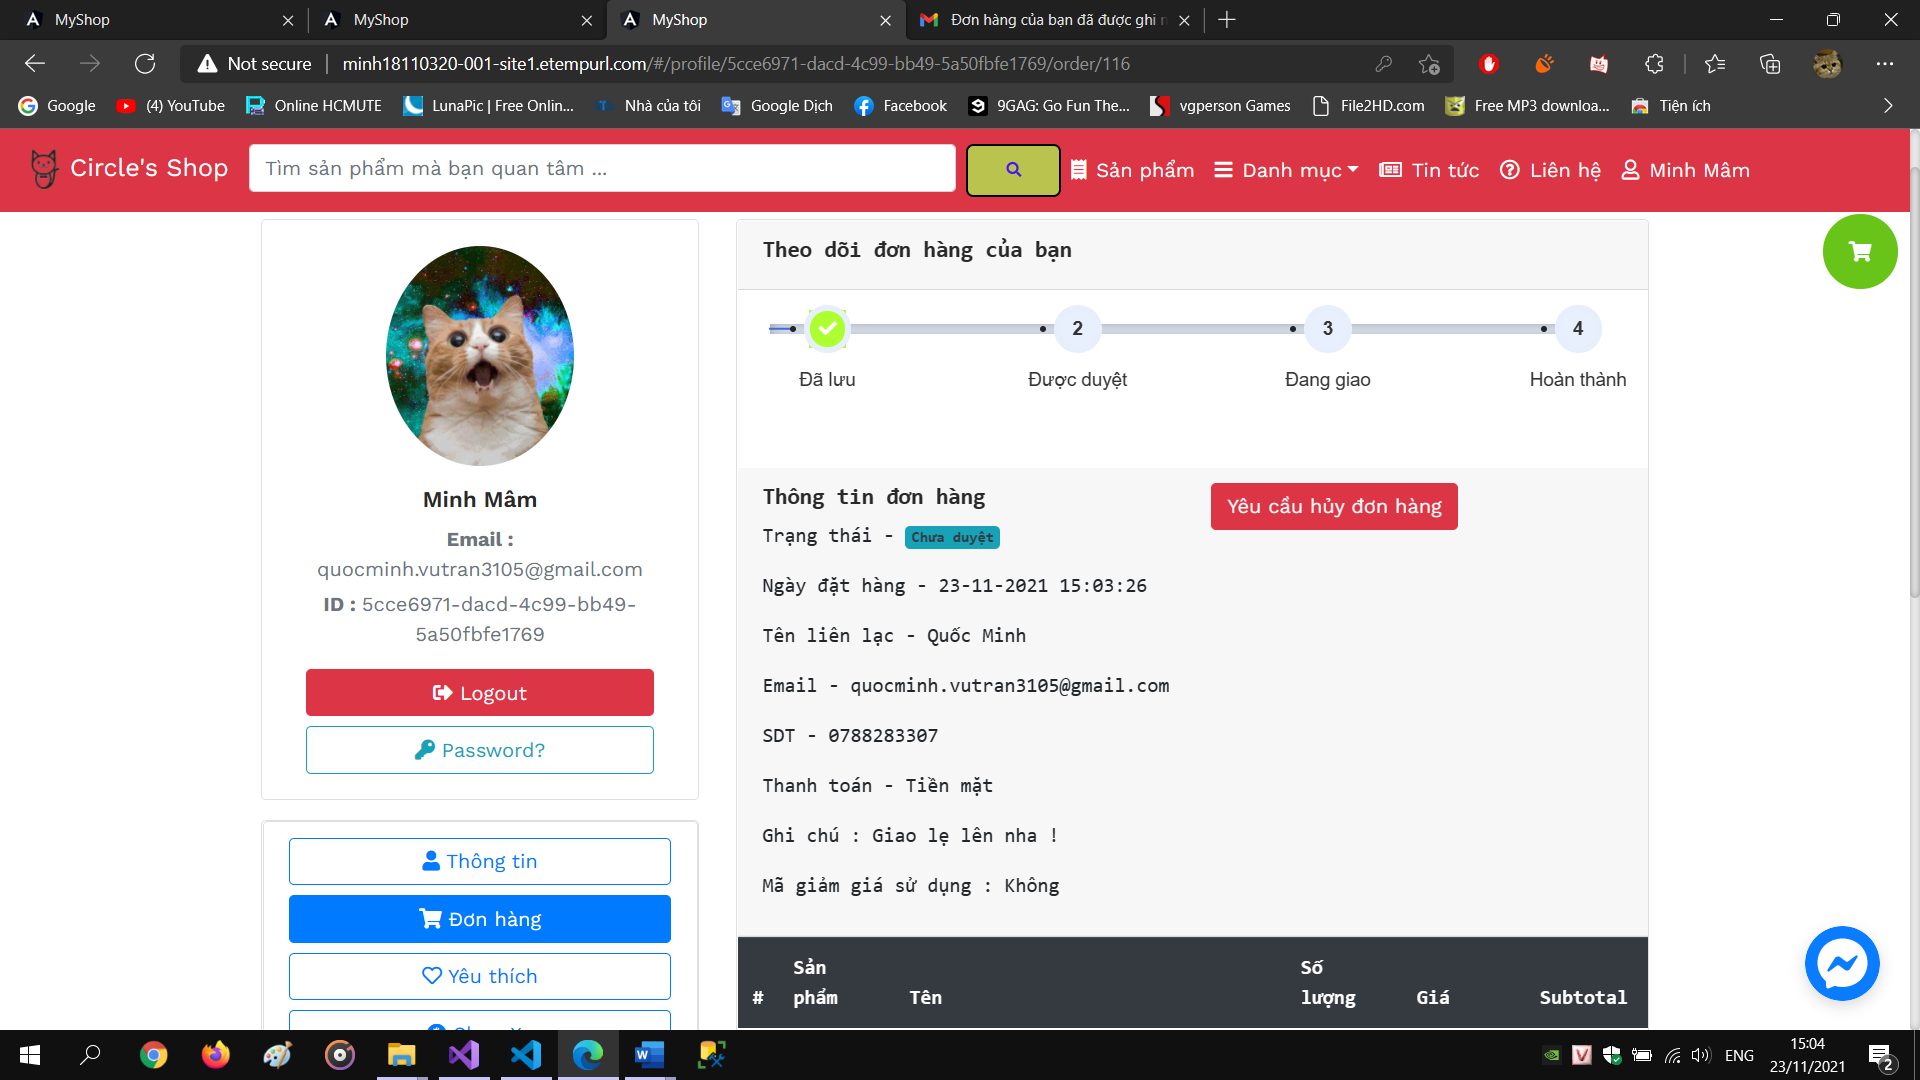 MyShop
MyShop
MyShop
Đơn hàng của bạn đã được ghi n
Not secure
minh18110320-001-site1.etempurl.com/#/profile/5cce6971-dacd-4c99-bb49-5a50fbfe1769/order/116
Google
(4) YouTube
Online HCMUTE
LunaPic | Free Onlin...
Nhà của tôi
Google Dịch
Facebook
9GAG: Go Fun The...
vgperson Games
File2HD.com
Free MP3 downloa...
Tiện ích
Circle's Shop
Tìm sản phẩm mà bạn quan tâm ...
Sản phẩm
Danh mục
Tin tức
Liên hệ
Minh Mâm
Minh Mâm
Email :
quocminh.vutran3105@gmail.com
ID : 5cce6971-dacd-4c99-bb49-
5a50fbfe1769
Logout
Password?
Thông tin
Đơn hàng
Yêu thích
Theo dõi đơn hàng của bạn
2
3
4
Đã lưu
Được duyệt
Đang giao
Hoàn thành
Thông tin đơn hàng
Yêu cầu hủy đơn hàng
Trạng thái - Chưa duyệt
Ngày đặt hàng - 23-11-2021 15:03:26
Tên liên lạc - Quốc Minh
Email - quocminh.vutran3105@gmail.com
SDT - 0788283307
Thanh toán - Tiền mặt
Ghi chú : Giao lẹ lên nha !
Mã giảm giá sử dụng : Không
#
Sản
phẩm
Tên
Số
lượng
Giá
Subtotal
ENG
15:04
23/11/2021
2